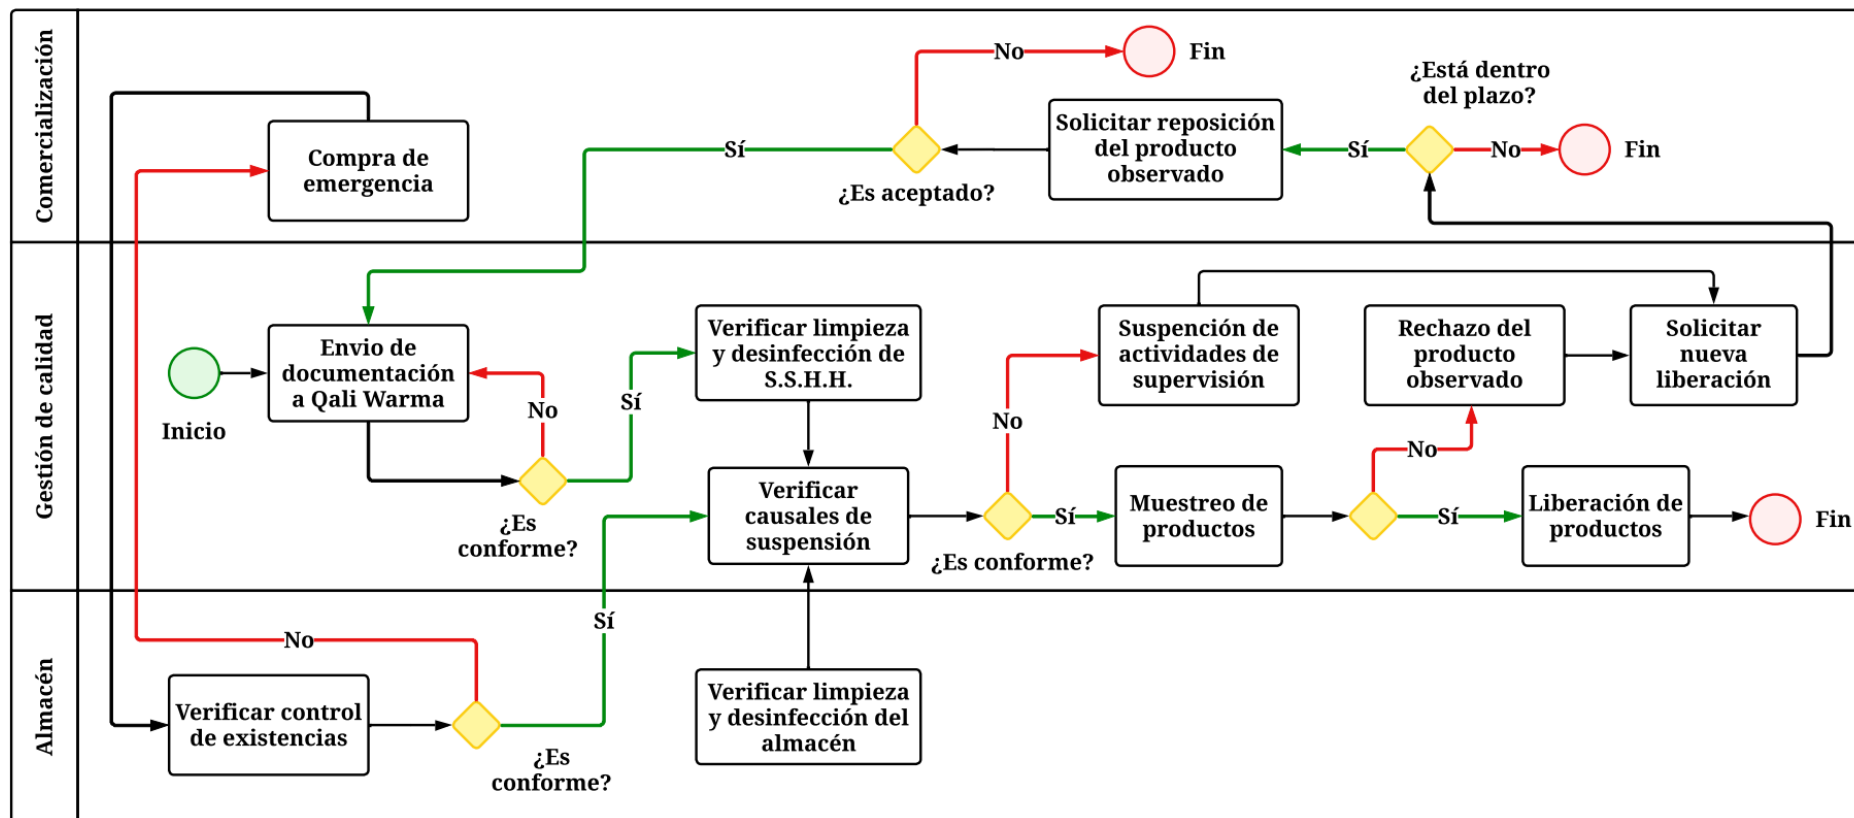 Comercialización
No
Fin
¿Está dentro
del plazo?
Compra de
emergencia
Sí
¿Es aceptado?
Solicitar reposición
del producto
observado
Sí
No
Fin
Gestión de calidad
Inicio
Envio de
documentación
a Qali Warma
No
Sí
¿Es
conforme?
Verificar limpieza
y desinfección de
S.S.H.H.
Verificar
causales de
suspensión
No
Sí
¿Es conforme?
Suspención de
actividades de
supervisión
Muestreo de
productos
Rechazo del
producto
observado
No
Sí
Solicitar
nueva
liberación
Liberación de
productos
Fin
Almacén
No
Verificar control
de existencias
¿Es
conforme?
Sí
Verificar limpieza
y desinfección del
almacén